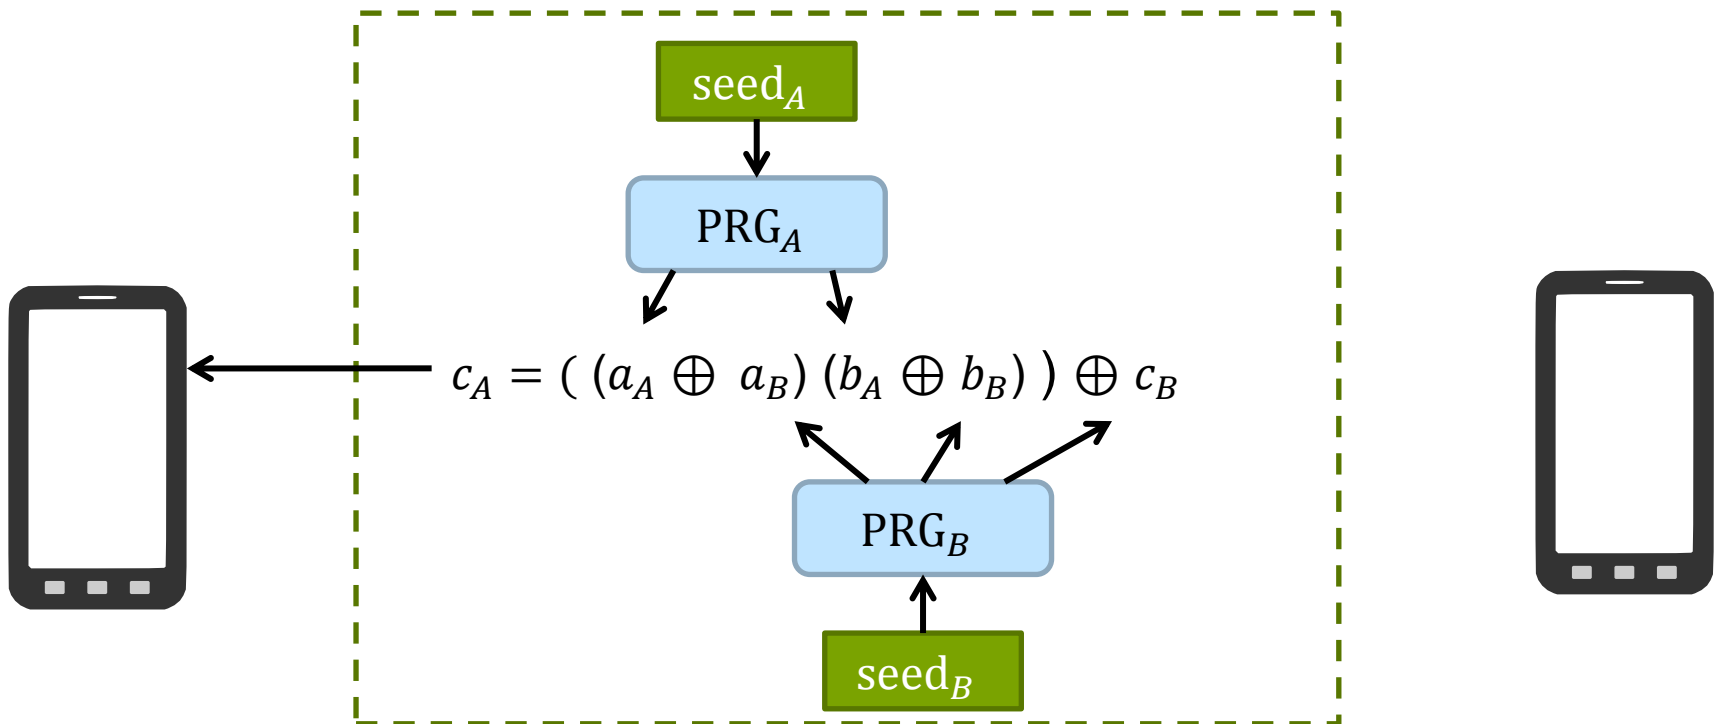 seed_A
PRG_A
c_A = ( (a_A ⊕ a_B) (b_A ⊕ b_B) ) ⊕ c_B
PRG_B
seed_B